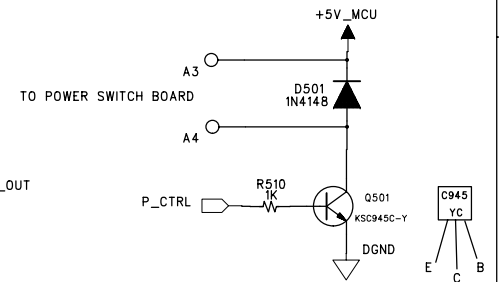 +5V_MCU
A3
D501
1N4148
TO POWER SWITCH BOARD
A4
_OUT
R510
1K
P_CTRL
Q501
KSC945C-Y
C945
YC
DGND
E
C
B